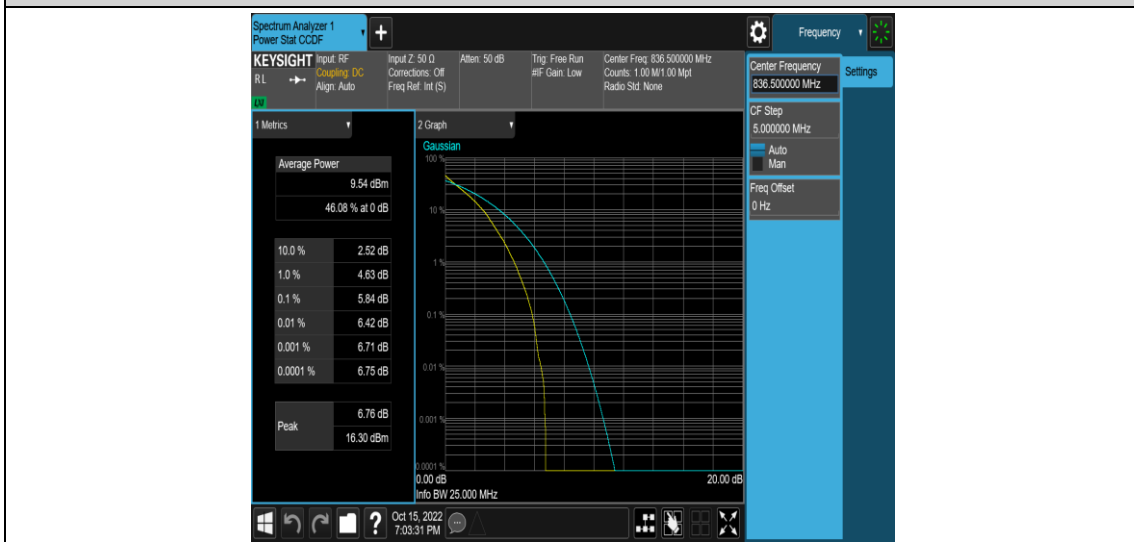 Spectrum Analyzer 1
Power Stat CCDF
+
Frequency
KEYSIGHT
RL
Input: RF
Coupling: DC
Align: Auto
Input Z: 50 Ω
Corrections: Off
Freq Ref: Int (S)
Atten: 50 dB
Trig: Free Run
#IF Gain: Low
Center Freq: 836.500000 MHz
Counts: 1.00 M/1.00 Mpt
Radio Std: None
Center Frequency
836.500000 MHz
Settings
CF Step
5.000000 MHz
Auto
Man
Freq Offset
0 Hz
1 Metrics
Average Power
9.54 dBm
46.08 % at 0 dB
10.0 % 2.52 dB
1.0 % 4.63 dB
0.1 % 5.84 dB
0.01 % 6.42 dB
0.001 % 6.71 dB
0.0001 % 6.75 dB
Peak
6.76 dB
16.30 dBm
2 Graph
Gaussian
100 %
10 %
1 %
0.1 %
0.01 %
0.001 %
0.0001 %
0.00 dB 20.00 dB
Info BW 25.000 MHz
?
Oct 15, 2022
7:03:31 PM